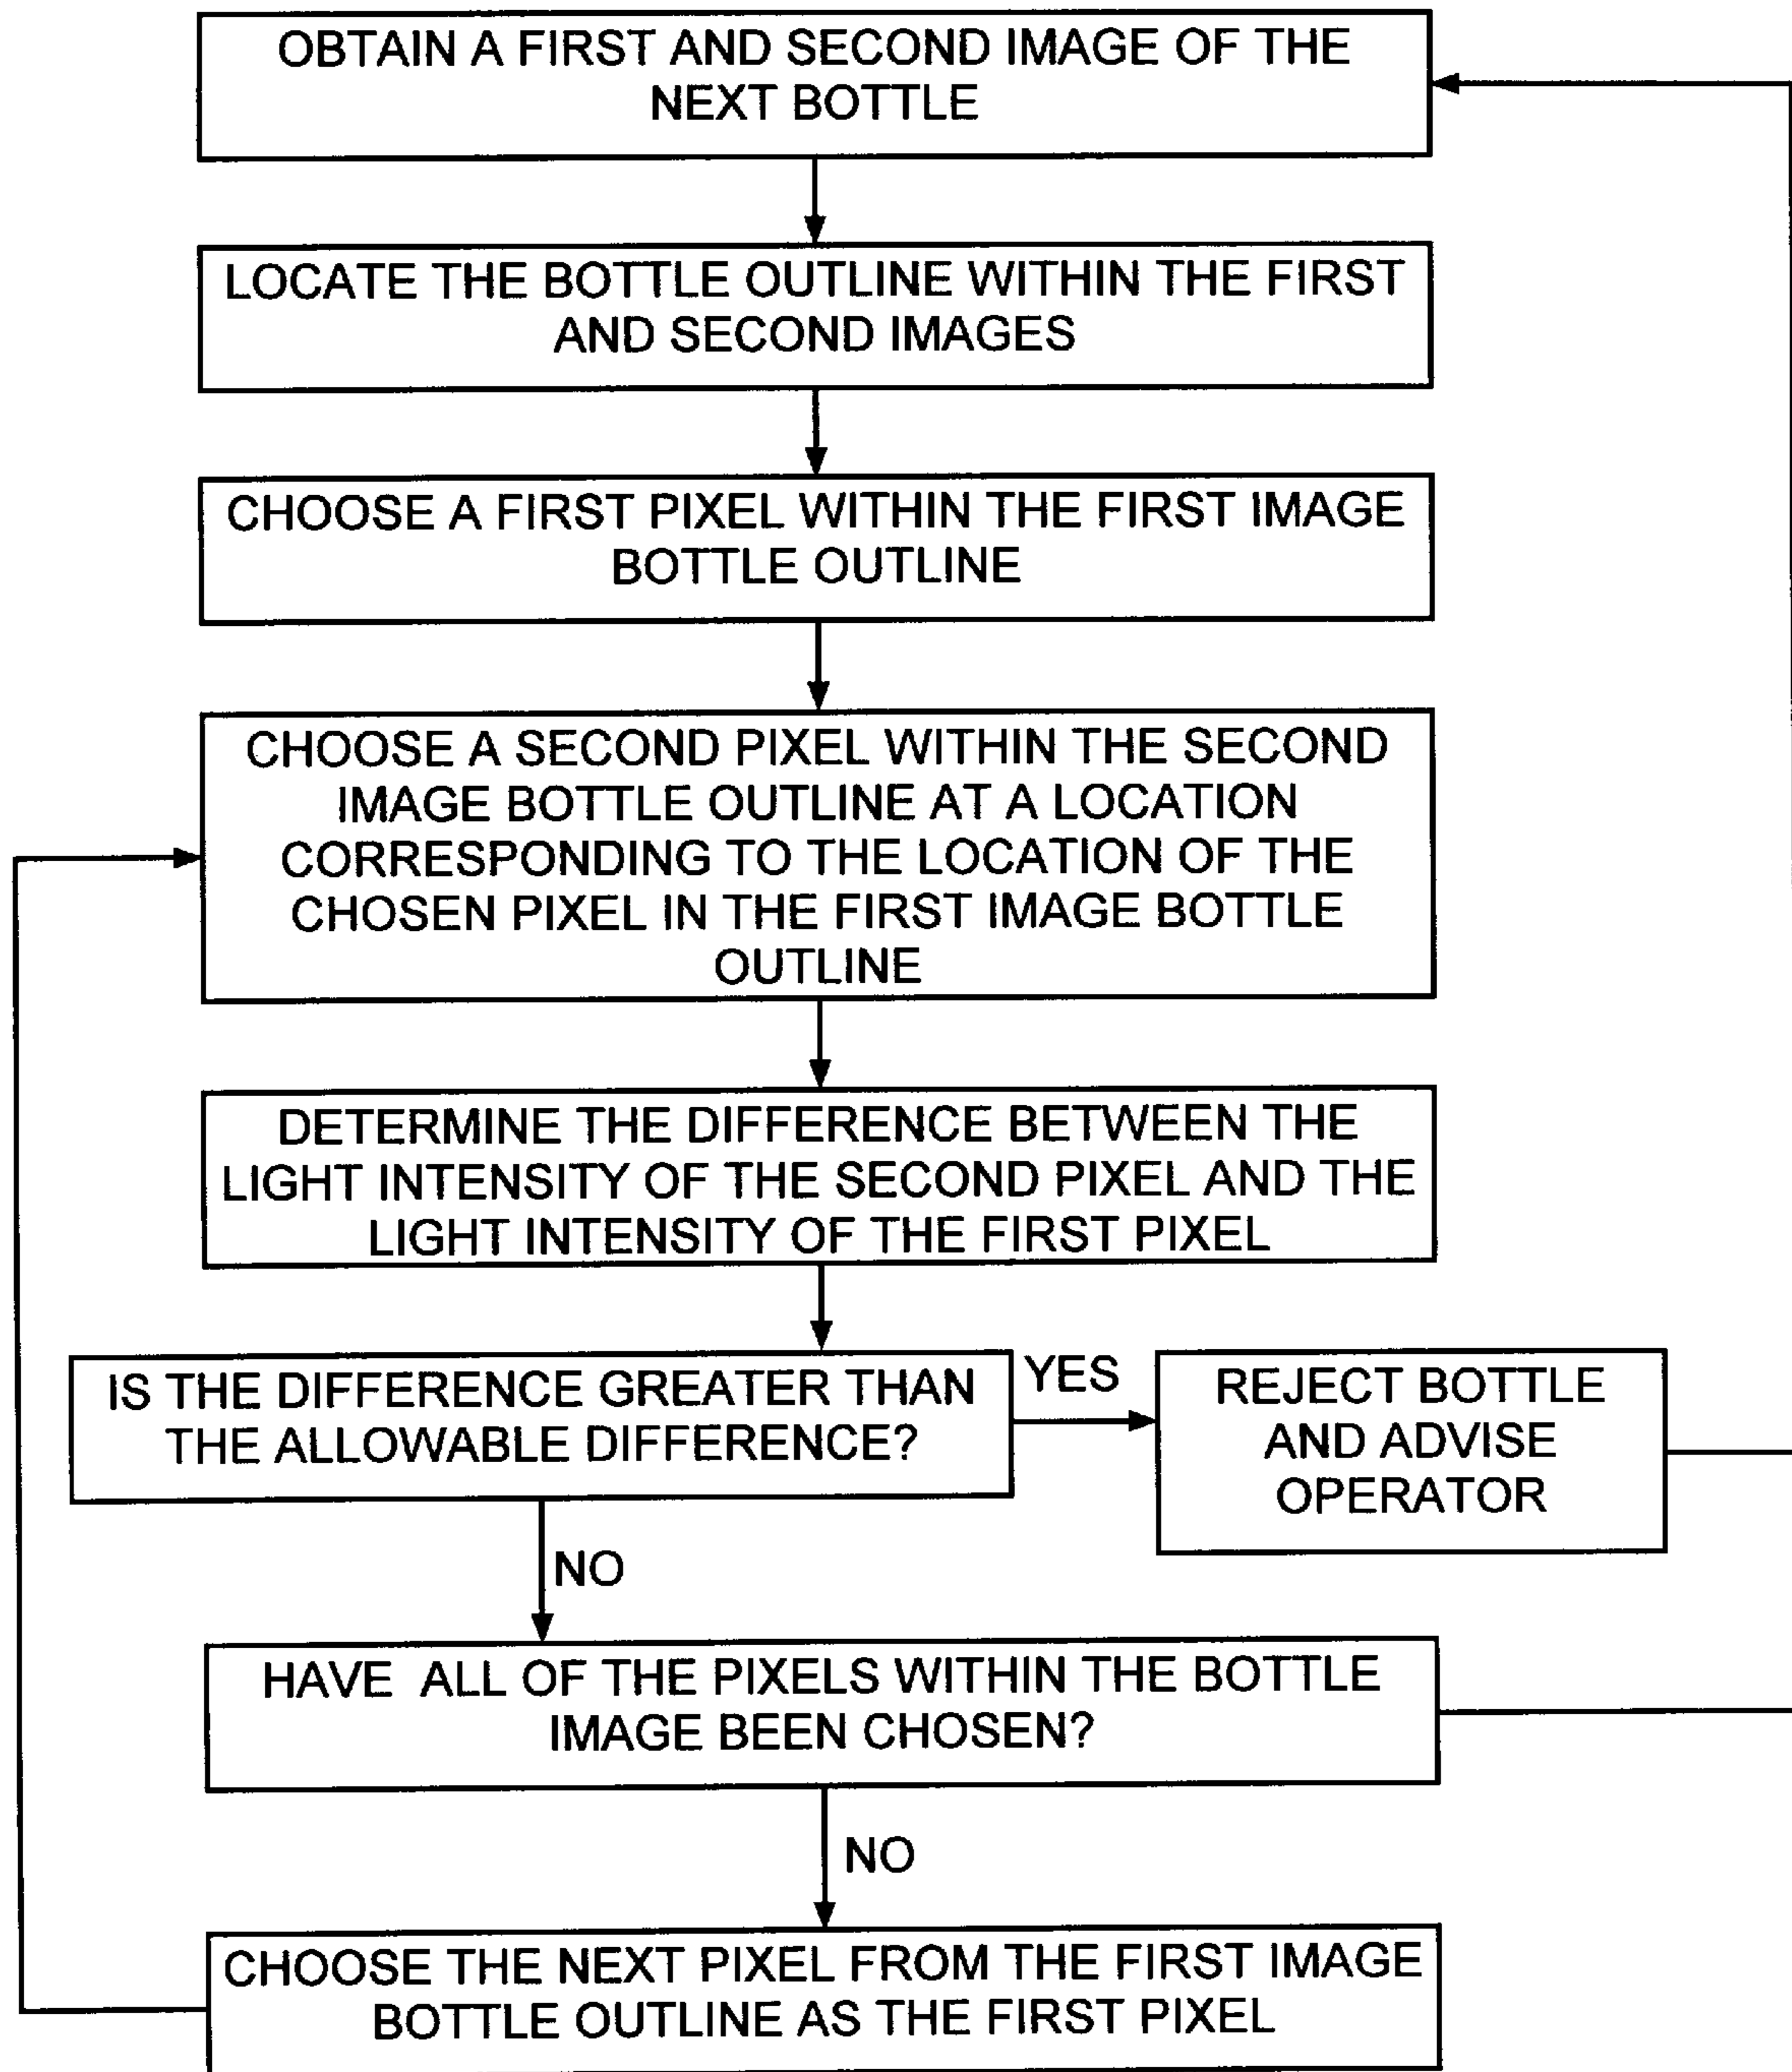 OBTAIN A FIRST AND SECOND IMAGE OF THE
NEXT BOTTLE
LOCATE THE BOTTLE OUTLINE WITHIN THE FIRST
AND SECOND IMAGES
CHOOSE A FIRST PIXEL WITHIN THE FIRST IMAGE
BOTTLE OUTLINE
CHOOSE A SECOND PIXEL WITHIN THE SECOND
IMAGE BOTTLE OUTLINE AT A LOCATION
CORRESPONDING TO THE LOCATION OF THE
CHOSEN PIXEL IN THE FIRST IMAGE BOTTLE
OUTLINE
DETERMINE THE DIFFERENCE BETWEEN THE
LIGHT INTENSITY OF THE SECOND PIXEL AND THE
LIGHT INTENSITY OF THE FIRST PIXEL
IS THE DIFFERENCE GREATER THAN
THE ALLOWABLE DIFFERENCE?
YES
REJECT BOTTLE
AND ADVISE
OPERATOR
NO
HAVE ALL OF THE PIXELS WITHIN THE BOTTLE
IMAGE BEEN CHOSEN?
NO
CHOOSE THE NEXT PIXEL FROM THE FIRST IMAGE
BOTTLE OUTLINE AS THE FIRST PIXEL